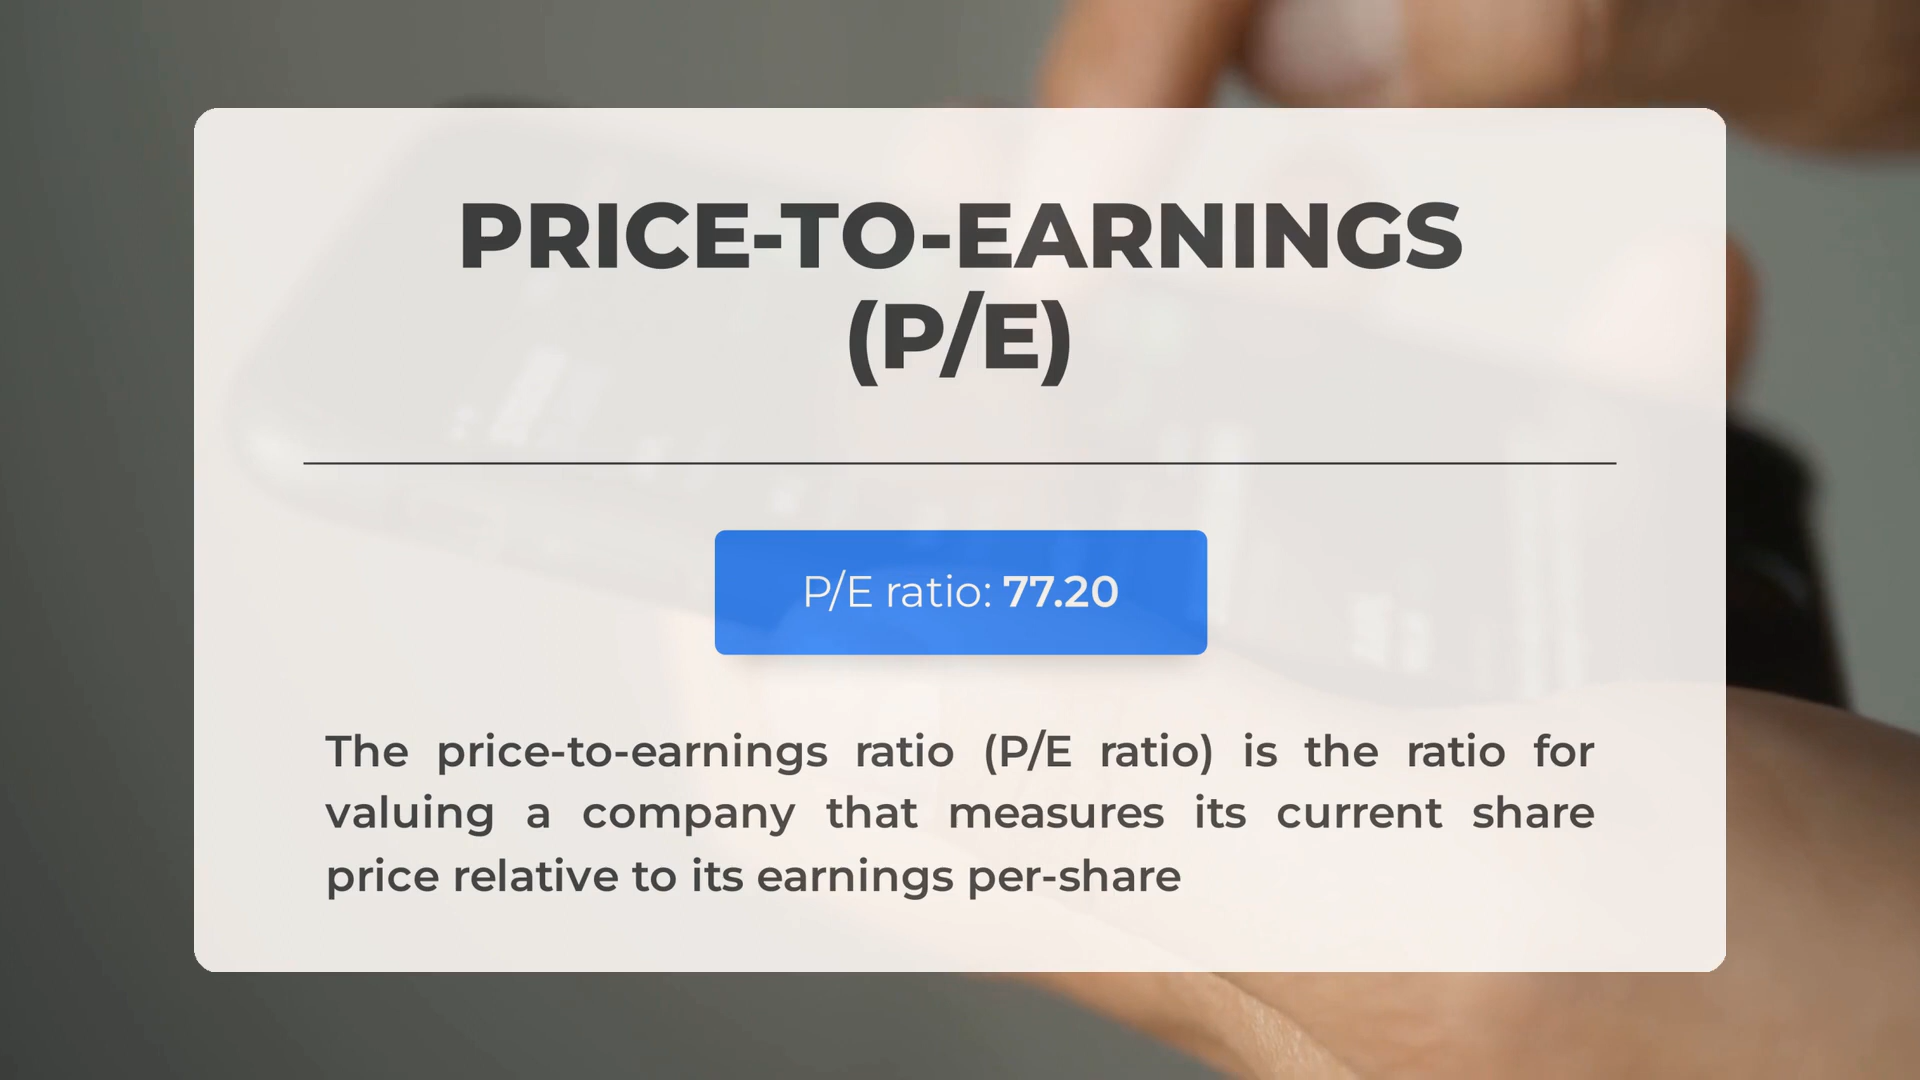 PRICE-TO-EARNINGS
(P/E)
P/E ratio: 77.20
The price-to-earnings ratio (P/E ratio) is the ratio for
valuing a company that measures its current share
price relative to its earnings per-share